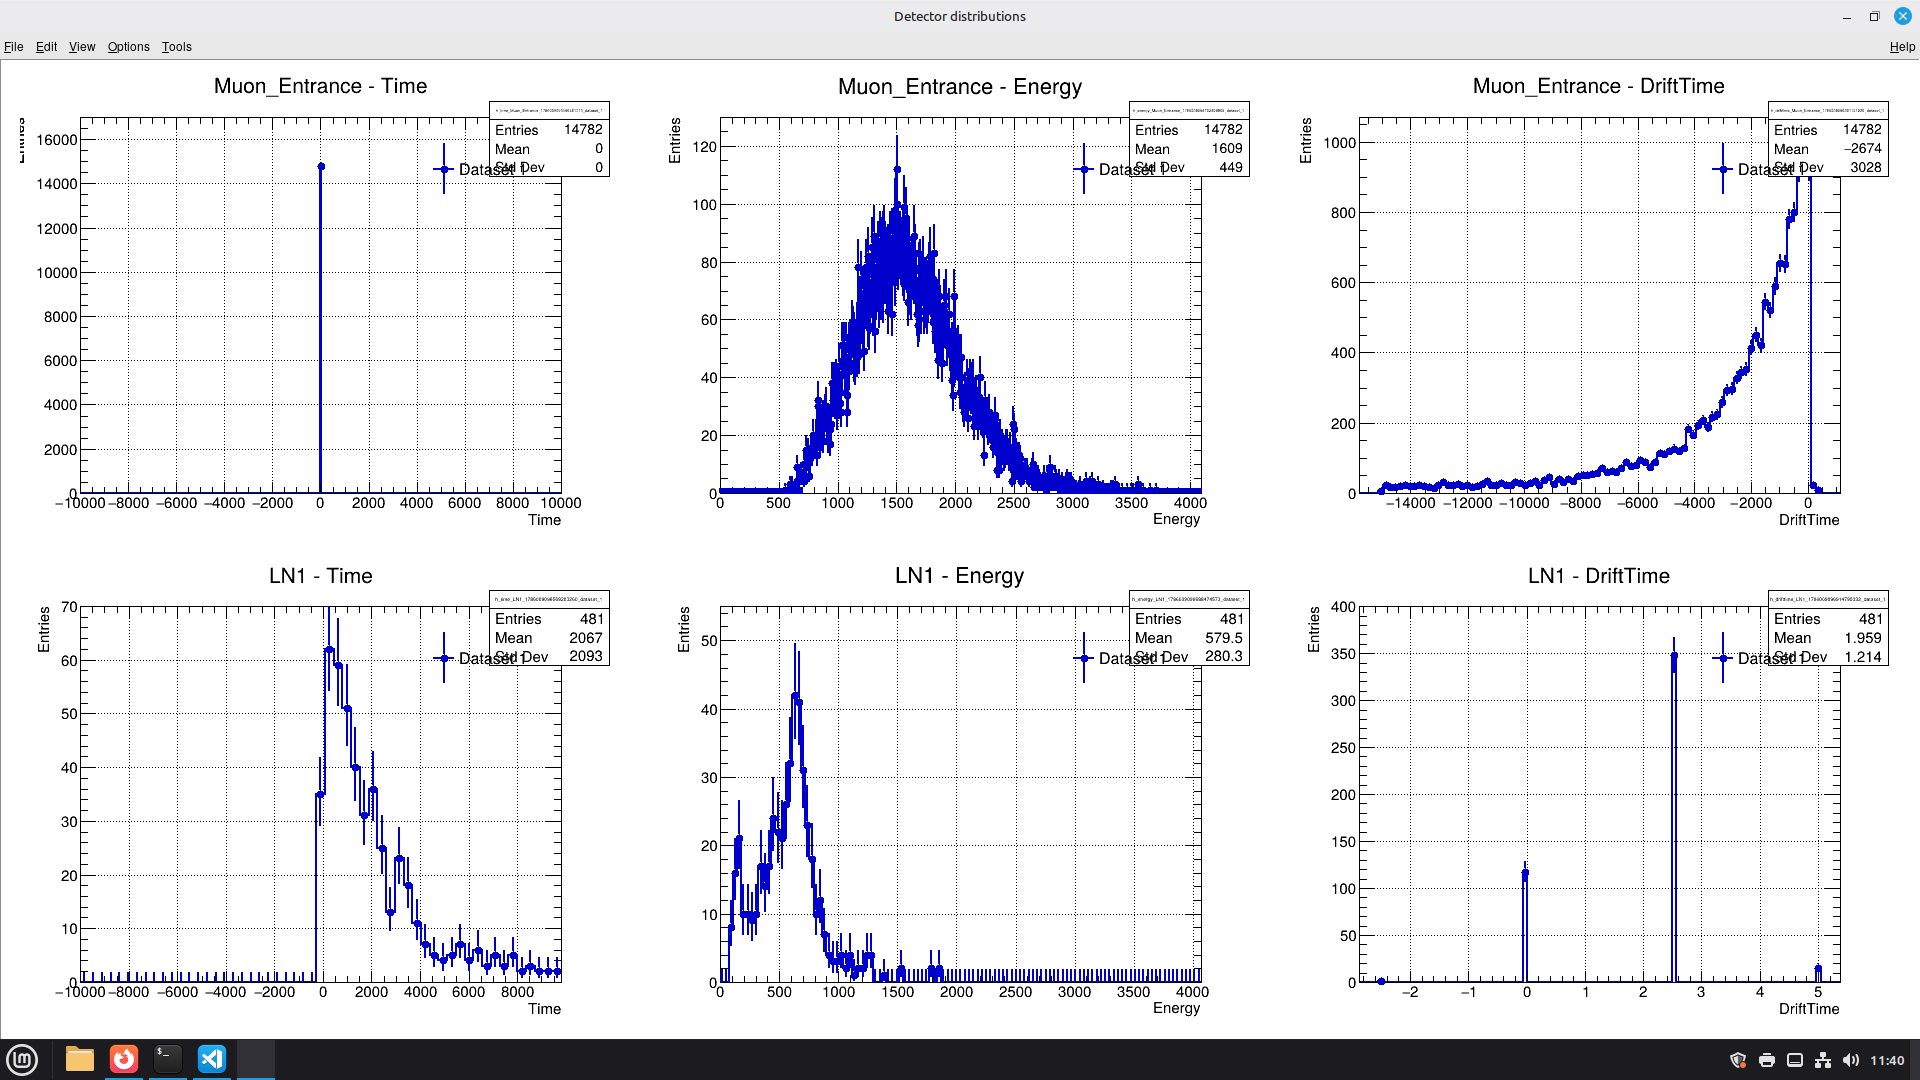 Detector distributions
File Edit View Options Tools Help
Muon_Entrance - Time
Entries
Entries 14782
Mean 0
Std Dev 0
Dataset 1
16000
14000
12000
10000
8000
6000
4000
2000
0
−10000 −8000 −6000 −4000 −2000 0 2000 4000 6000 8000 10000
Time
Muon_Entrance - Energy
Entries
Entries 14782
Mean 1609
Std Dev 449
Dataset 1
120
100
80
60
40
20
0
0 500 1000 1500 2000 2500 3000 3500 4000
Energy
Muon_Entrance - DriftTime
Entries
Entries 14782
Mean −2674
Std Dev 3028
Dataset 1
1000
800
600
400
200
0
−14000 −12000 −10000 −8000 −6000 −4000 −2000 0
DriftTime
LN1 - Time
Entries
Entries 481
Mean 2067
Std Dev 2093
Dataset 1
70
60
50
40
30
20
10
0
−10000 −8000 −6000 −4000 −2000 0 2000 4000 6000 8000
Time
LN1 - Energy
Entries
Entries 481
Mean 579.5
Std Dev 280.3
Dataset 1
50
40
30
20
10
0
0 500 1000 1500 2000 2500 3000 3500 4000
Energy
LN1 - DriftTime
Entries
Entries 481
Mean 1.959
Std Dev 1.214
Dataset 1
400
350
300
250
200
150
100
50
0
−2 −1 0 1 2 3 4 5
DriftTime
11:40